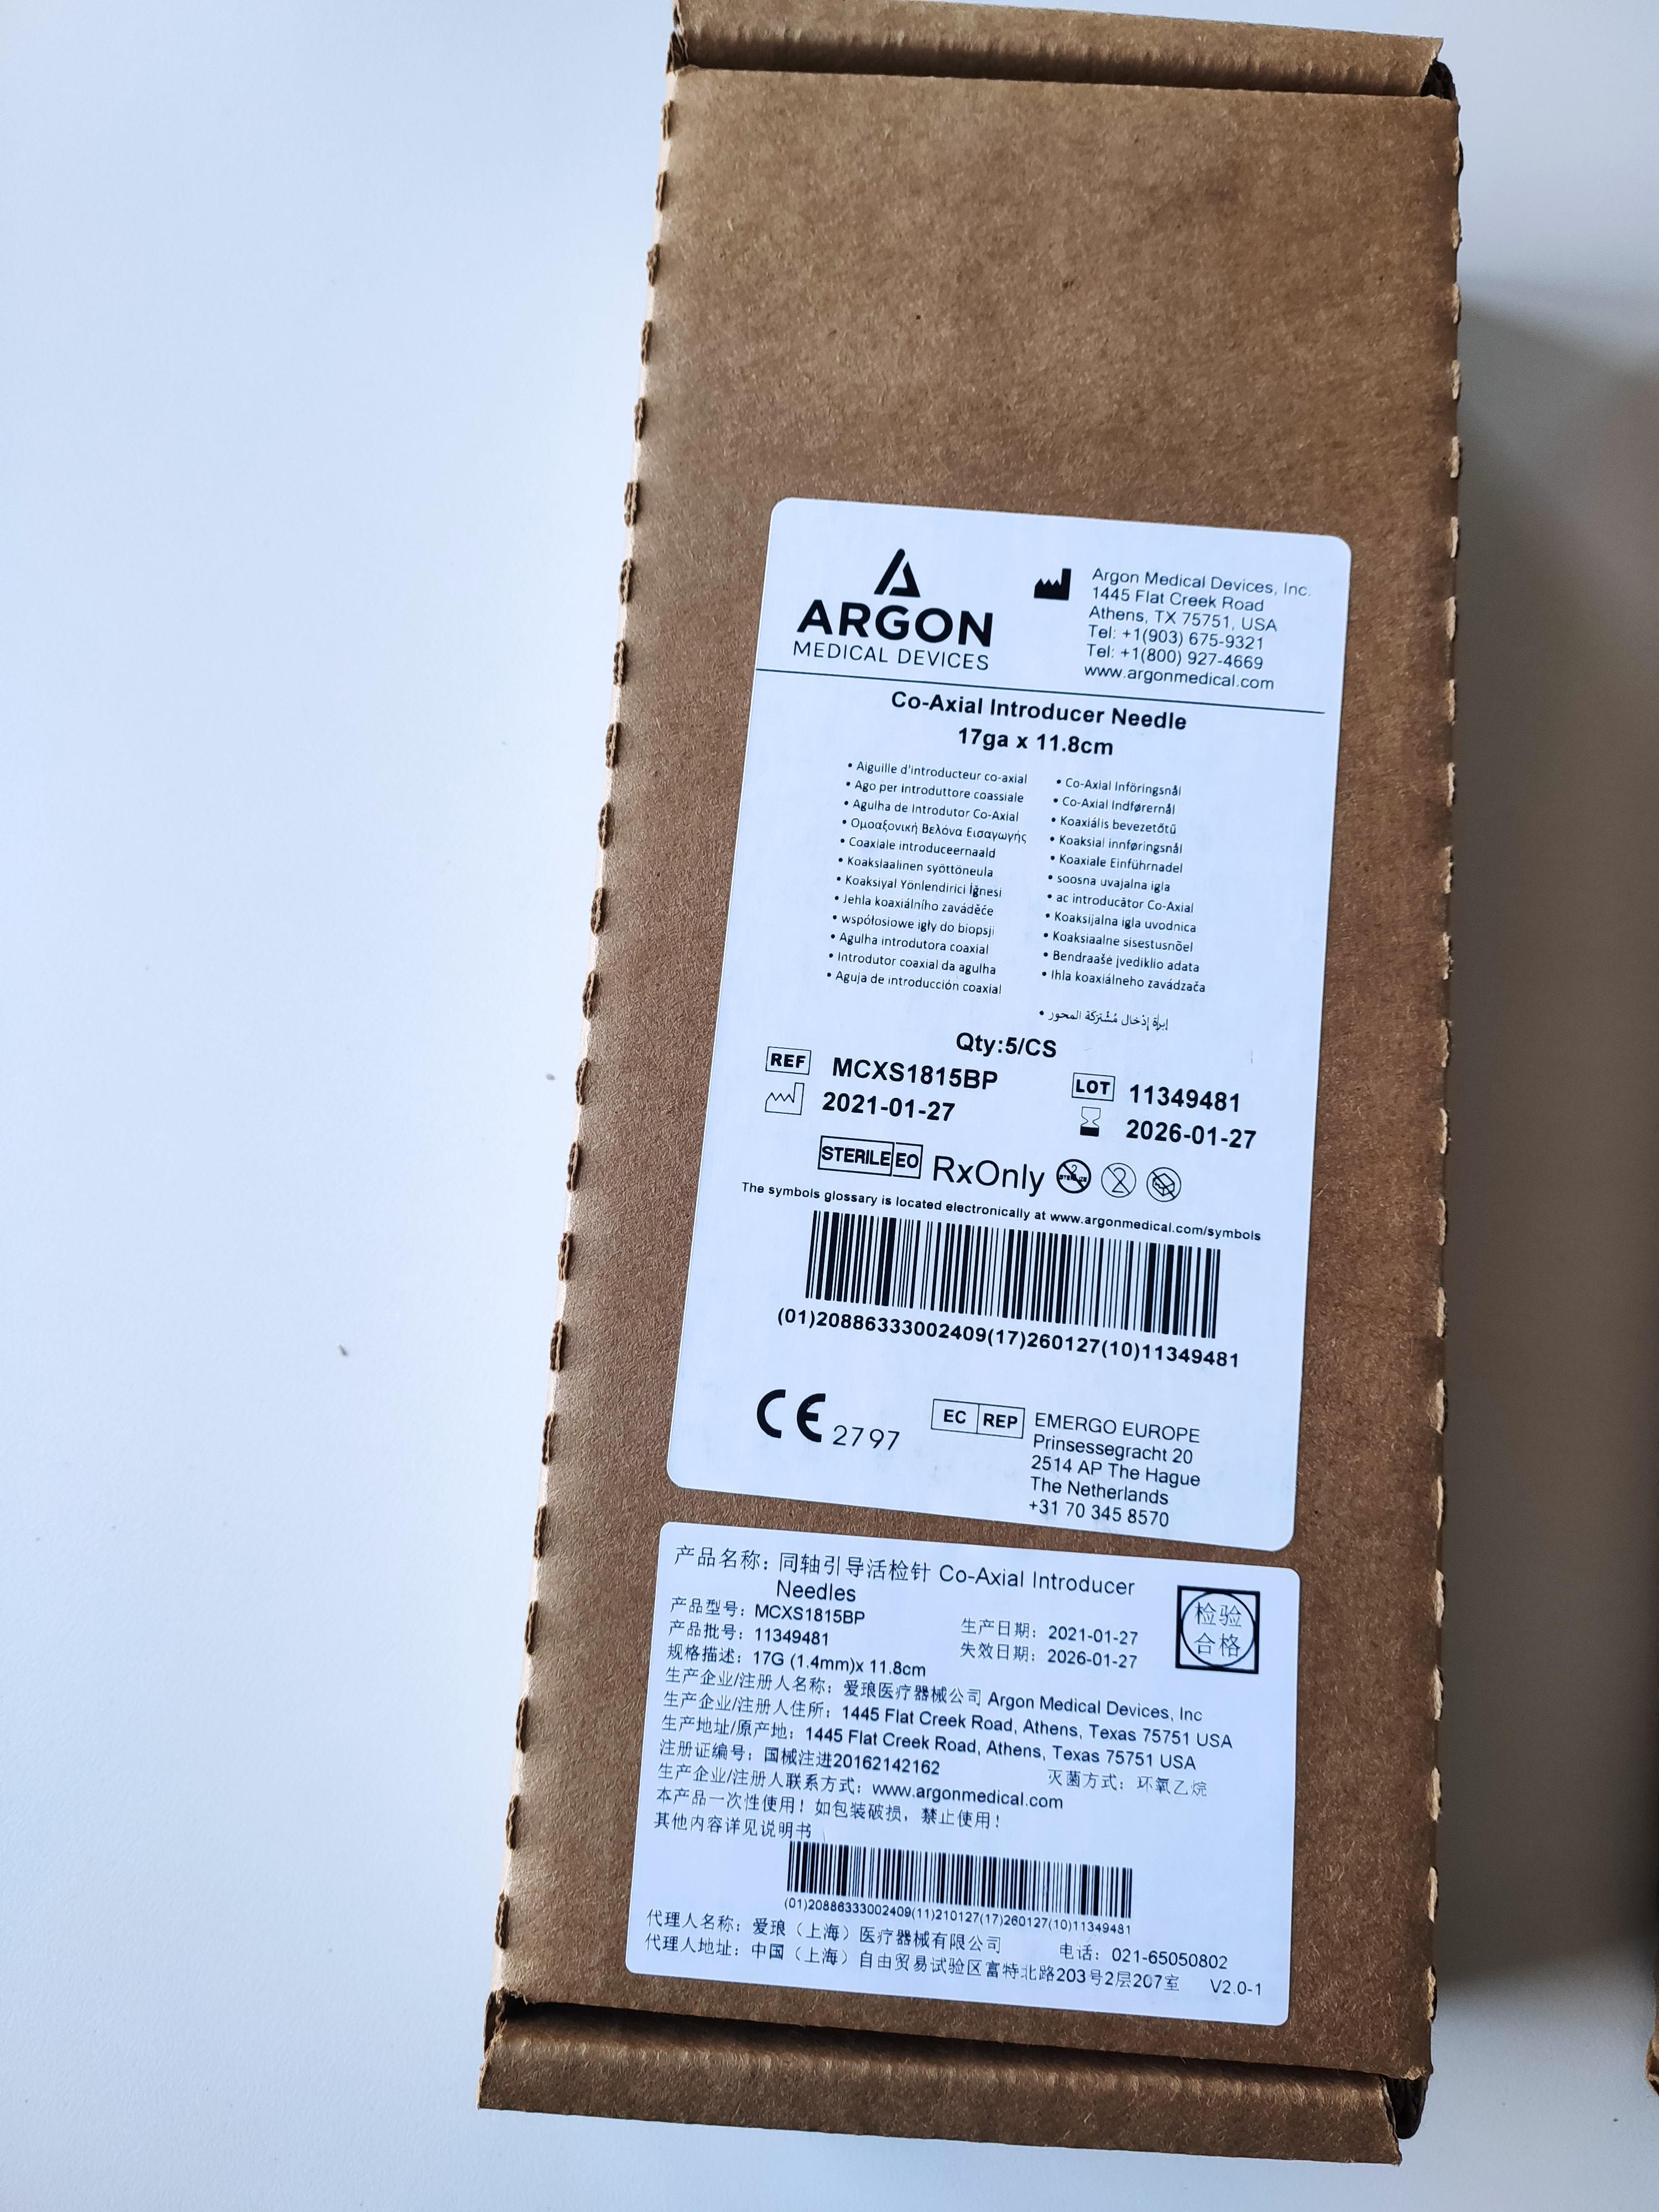 ARGON
MEDICAL DEVICES
Argon Medical Devices, Inc.
1445 Flat Creek Road
Athens, TX 75751, USA
Tel: +1(903) 675-9321
Tel: +1(800) 927-4669
www.argonmedical.com
Co-Axial Introducer Needle
17ga x 11.8cm
• Aiguille d'introducteur co-axial
• Ago per introduttore coassiale
• Agulha de Introdutor Co-Axial
• Ομοαξονική Βελόνα Εισαγωγής
• Coaxiale introduceernaald
• Koaksiaalinen syöttöneula
• Koaksiyal Yönlendirici İğnesi
• Jehla koaxiálního zaváděče
• współosiowe igły do biopsji
• Agulha introdutora coaxial
• Introdutor coaxial da agulha
• Aguja de introducción coaxial
• Co-Axial Införingsnål
• Co-Axial Indførernål
• Koaxiális bevezetőtű
• Koaksial innføringsnål
• Koaxiale Einführnadel
• soosna uvajalna igla
• ac introducător Co-Axial
• Koaksijalna igla uvodnica
• Koaksiaalne sisestusnõel
• Bendraašė įvediklio adata
• Ihla koaxiálneho zavádzača
• إبرة إدخال مُشْتركة المحور
Qty:5/CS
REF MCXS1815BP
LOT 11349481
2021-01-27
2026-01-27
STERILE EO RxOnly
The symbols glossary is located electronically at www.argonmedical.com/symbols
(01)20886333002409(17)260127(10)11349481
CE 2797
EC REP
EMERGO EUROPE
Prinsessegracht 20
2514 AP The Hague
The Netherlands
+31 70 345 8570
产品名称：同轴引导活检针 Co-Axial Introducer
Needles
产品型号：MCXS1815BP
产品批号：11349481
生产日期：2021-01-27
失效日期：2026-01-27
检验
合格
规格描述：17G (1.4mm)x 11.8cm
生产企业/注册人名称：爱琅医疗器械公司 Argon Medical Devices, Inc
生产企业/注册人住所：1445 Flat Creek Road, Athens, Texas 75751 USA
生产地址/原产地：1445 Flat Creek Road, Athens, Texas 75751 USA
注册证编号：国械注进20162142162
灭菌方式：环氧乙烷
生产企业/注册人联系方式：www.argonmedical.com
本产品一次性使用！如包装破损，禁止使用！
其他内容详见说明书
(01)20886333002409(11)210127(17)260127(10)11349481
代理人名称：爱琅（上海）医疗器械有限公司 电话：021-65050802
代理人地址：中国（上海）自由贸易试验区富特北路203号2层207室 V2.0-1